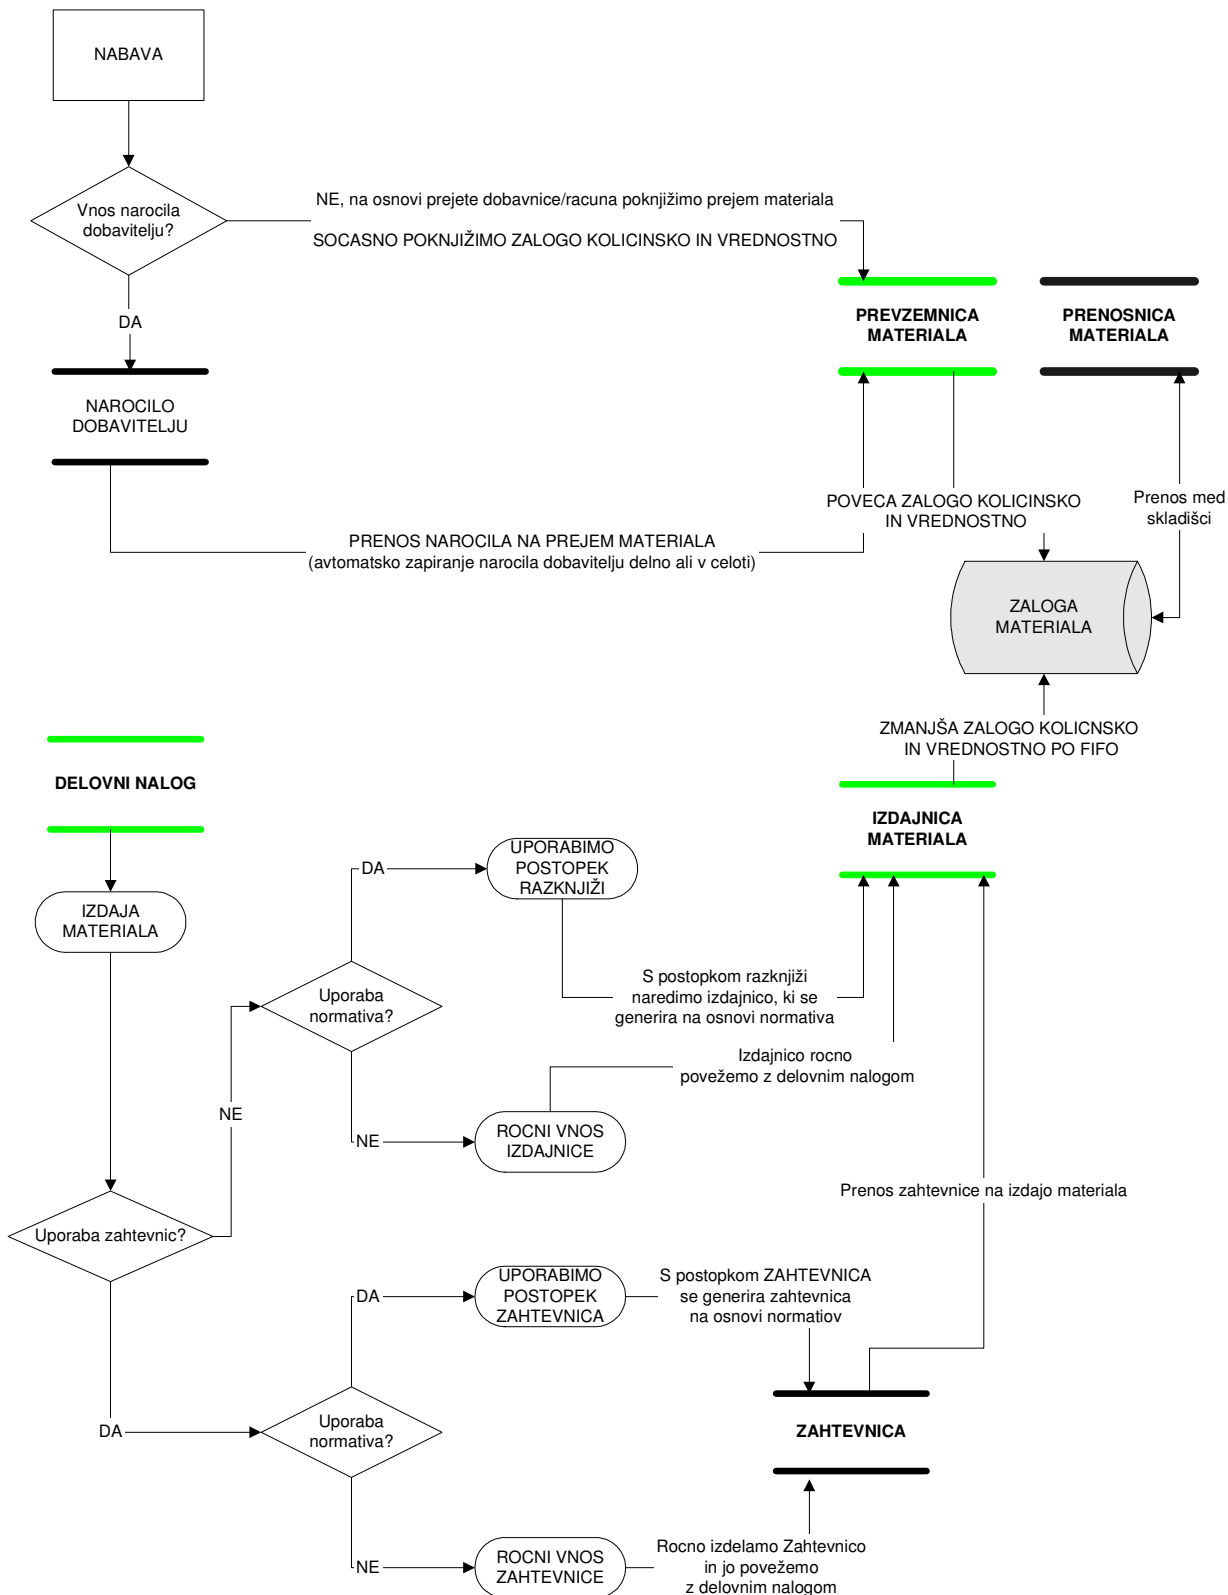 NABAVA
Vnos narocila
dobavitelju?
NE, na osnovi prejete dobavnice/racuna poknjižimo prejem materiala
SOCASNO POKNJIŽIMO ZALOGO KOLICINSKO IN VREDNOSTNO
DA
PREVZEMNICA
MATERIALA
PRENOSNICA
MATERIALA
NAROCILO
DOBAVITELJU
POVECA ZALOGO KOLICINSKO
IN VREDNOSTNO
Prenos med
skladišci
PRENOS NAROCILA NA PREJEM MATERIALA
(avtomatsko zapiranje narocila dobavitelju delno ali v celoti)
ZALOGA
MATERIALA
ZMANJŠA ZALOGO KOLICNSKO
IN VREDNOSTNO PO FIFO
DELOVNI NALOG
IZDAJNICA
MATERIALA
DA
UPORABIMO
POSTOPEK
RAZKNJIŽI
IZDAJA
MATERIALA
S postopkom razknjiži
naredimo izdajnico, ki se
generira na osnovi normativa
Uporaba
normativa?
Izdajnico rocno
povežemo z delovnim nalogom
NE
NE
ROCNI VNOS
IZDAJNICE
Prenos zahtevnice na izdajo materiala
Uporaba zahtevnic?
DA
UPORABIMO
POSTOPEK
ZAHTEVNICA
S postopkom ZAHTEVNICA
se generira zahtevnica
na osnovi normatiov
DA
Uporaba
normativa?
ZAHTEVNICA
NE
ROCNI VNOS
ZAHTEVNICE
Rocno izdelamo Zahtevnico
in jo povežemo
z delovnim nalogom